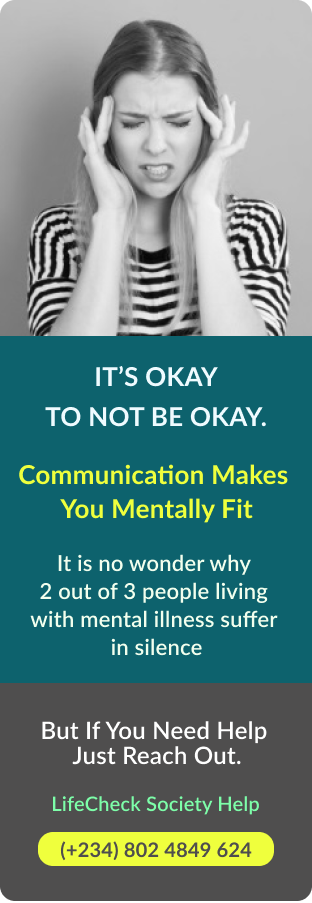 IT’S OKAY
TO NOT BE OKAY.
Communication Makes
You Mentally Fit
It is no wonder why
2 out of 3 people living
with mental illness suffer
in silence
But If You Need Help
Just Reach Out.
LifeCheck Society Help
(+234) 802 4849 624